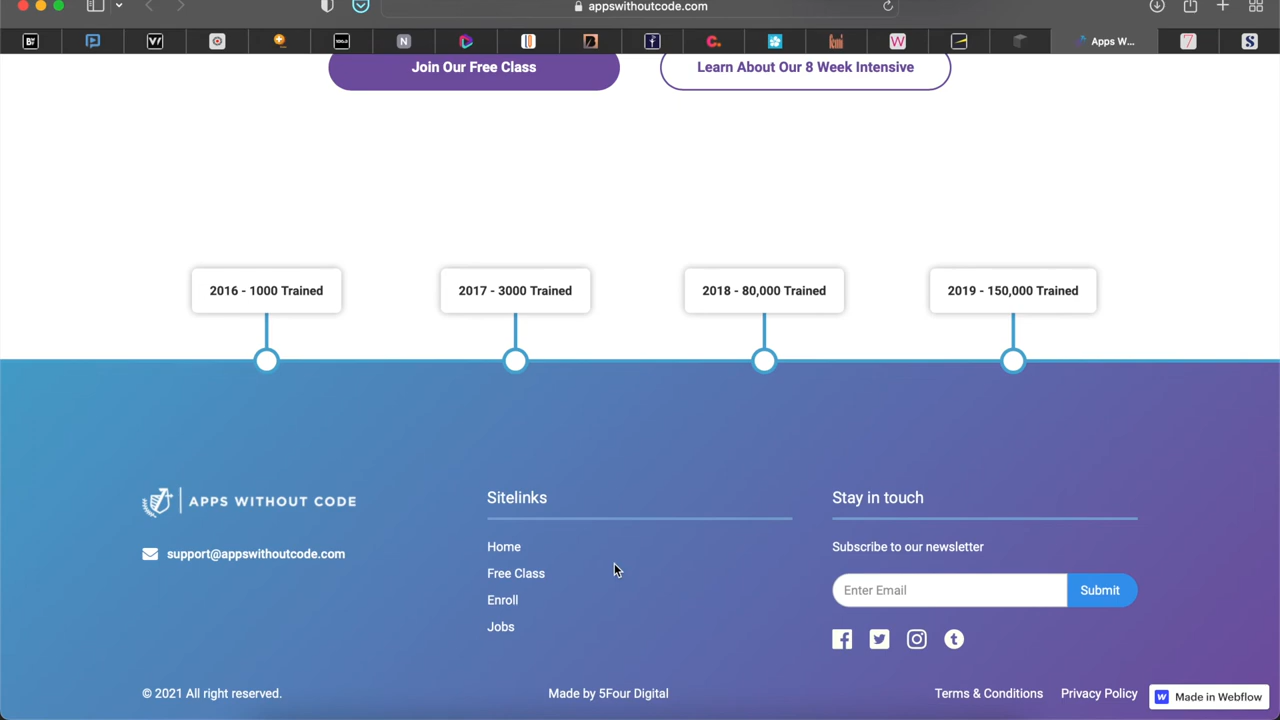 appswithoutcode.com
Apps W...
Join Our Free Class
Learn About Our 8 Week Intensive
2016 - 1000 Trained
2017 - 3000 Trained
2018 - 80,000 Trained
2019 - 150,000 Trained
APPS WITHOUT CODE
support@appswithoutcode.com
Sitelinks
Home
Free Class
Enroll
Jobs
Stay in touch
Subscribe to our newsletter
Enter Email
Submit
© 2021 All right reserved.
Made by 5Four Digital
Terms & Conditions
Privacy Policy
Made in Webflow